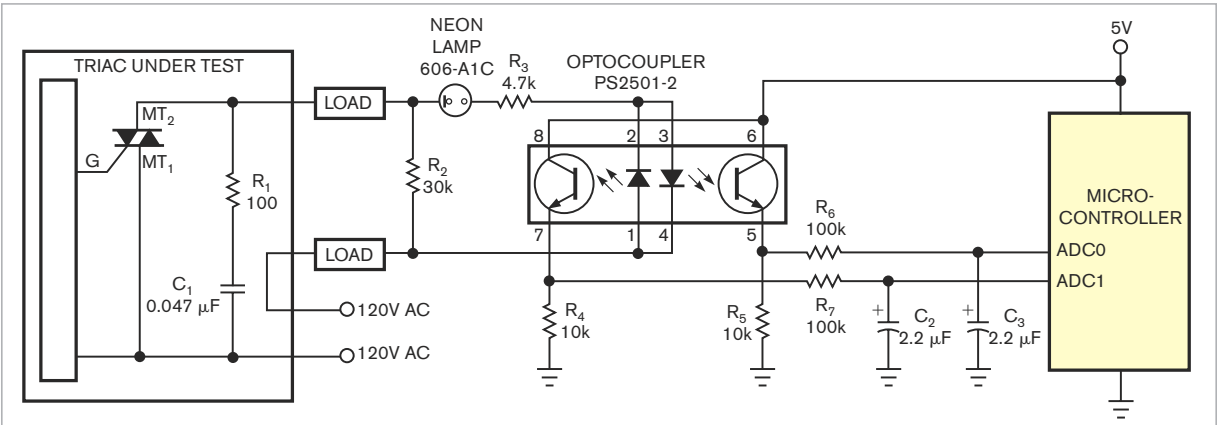 TRIAC UNDER TEST
MT2
G
MT1
R1
100
C1
0.047 µF
LOAD
LOAD
120V AC
120V AC
NEON
LAMP
606-A1C
R3
4.7k
R2
30k
OPTOCOUPLER
PS2501-2
8
2
3
6
7
1
4
5
R4
10k
R5
10k
R6
100k
R7
100k
+
C2
2.2 µF
+
C3
2.2 µF
5V
MICRO-
CONTROLLER
ADC0
ADC1